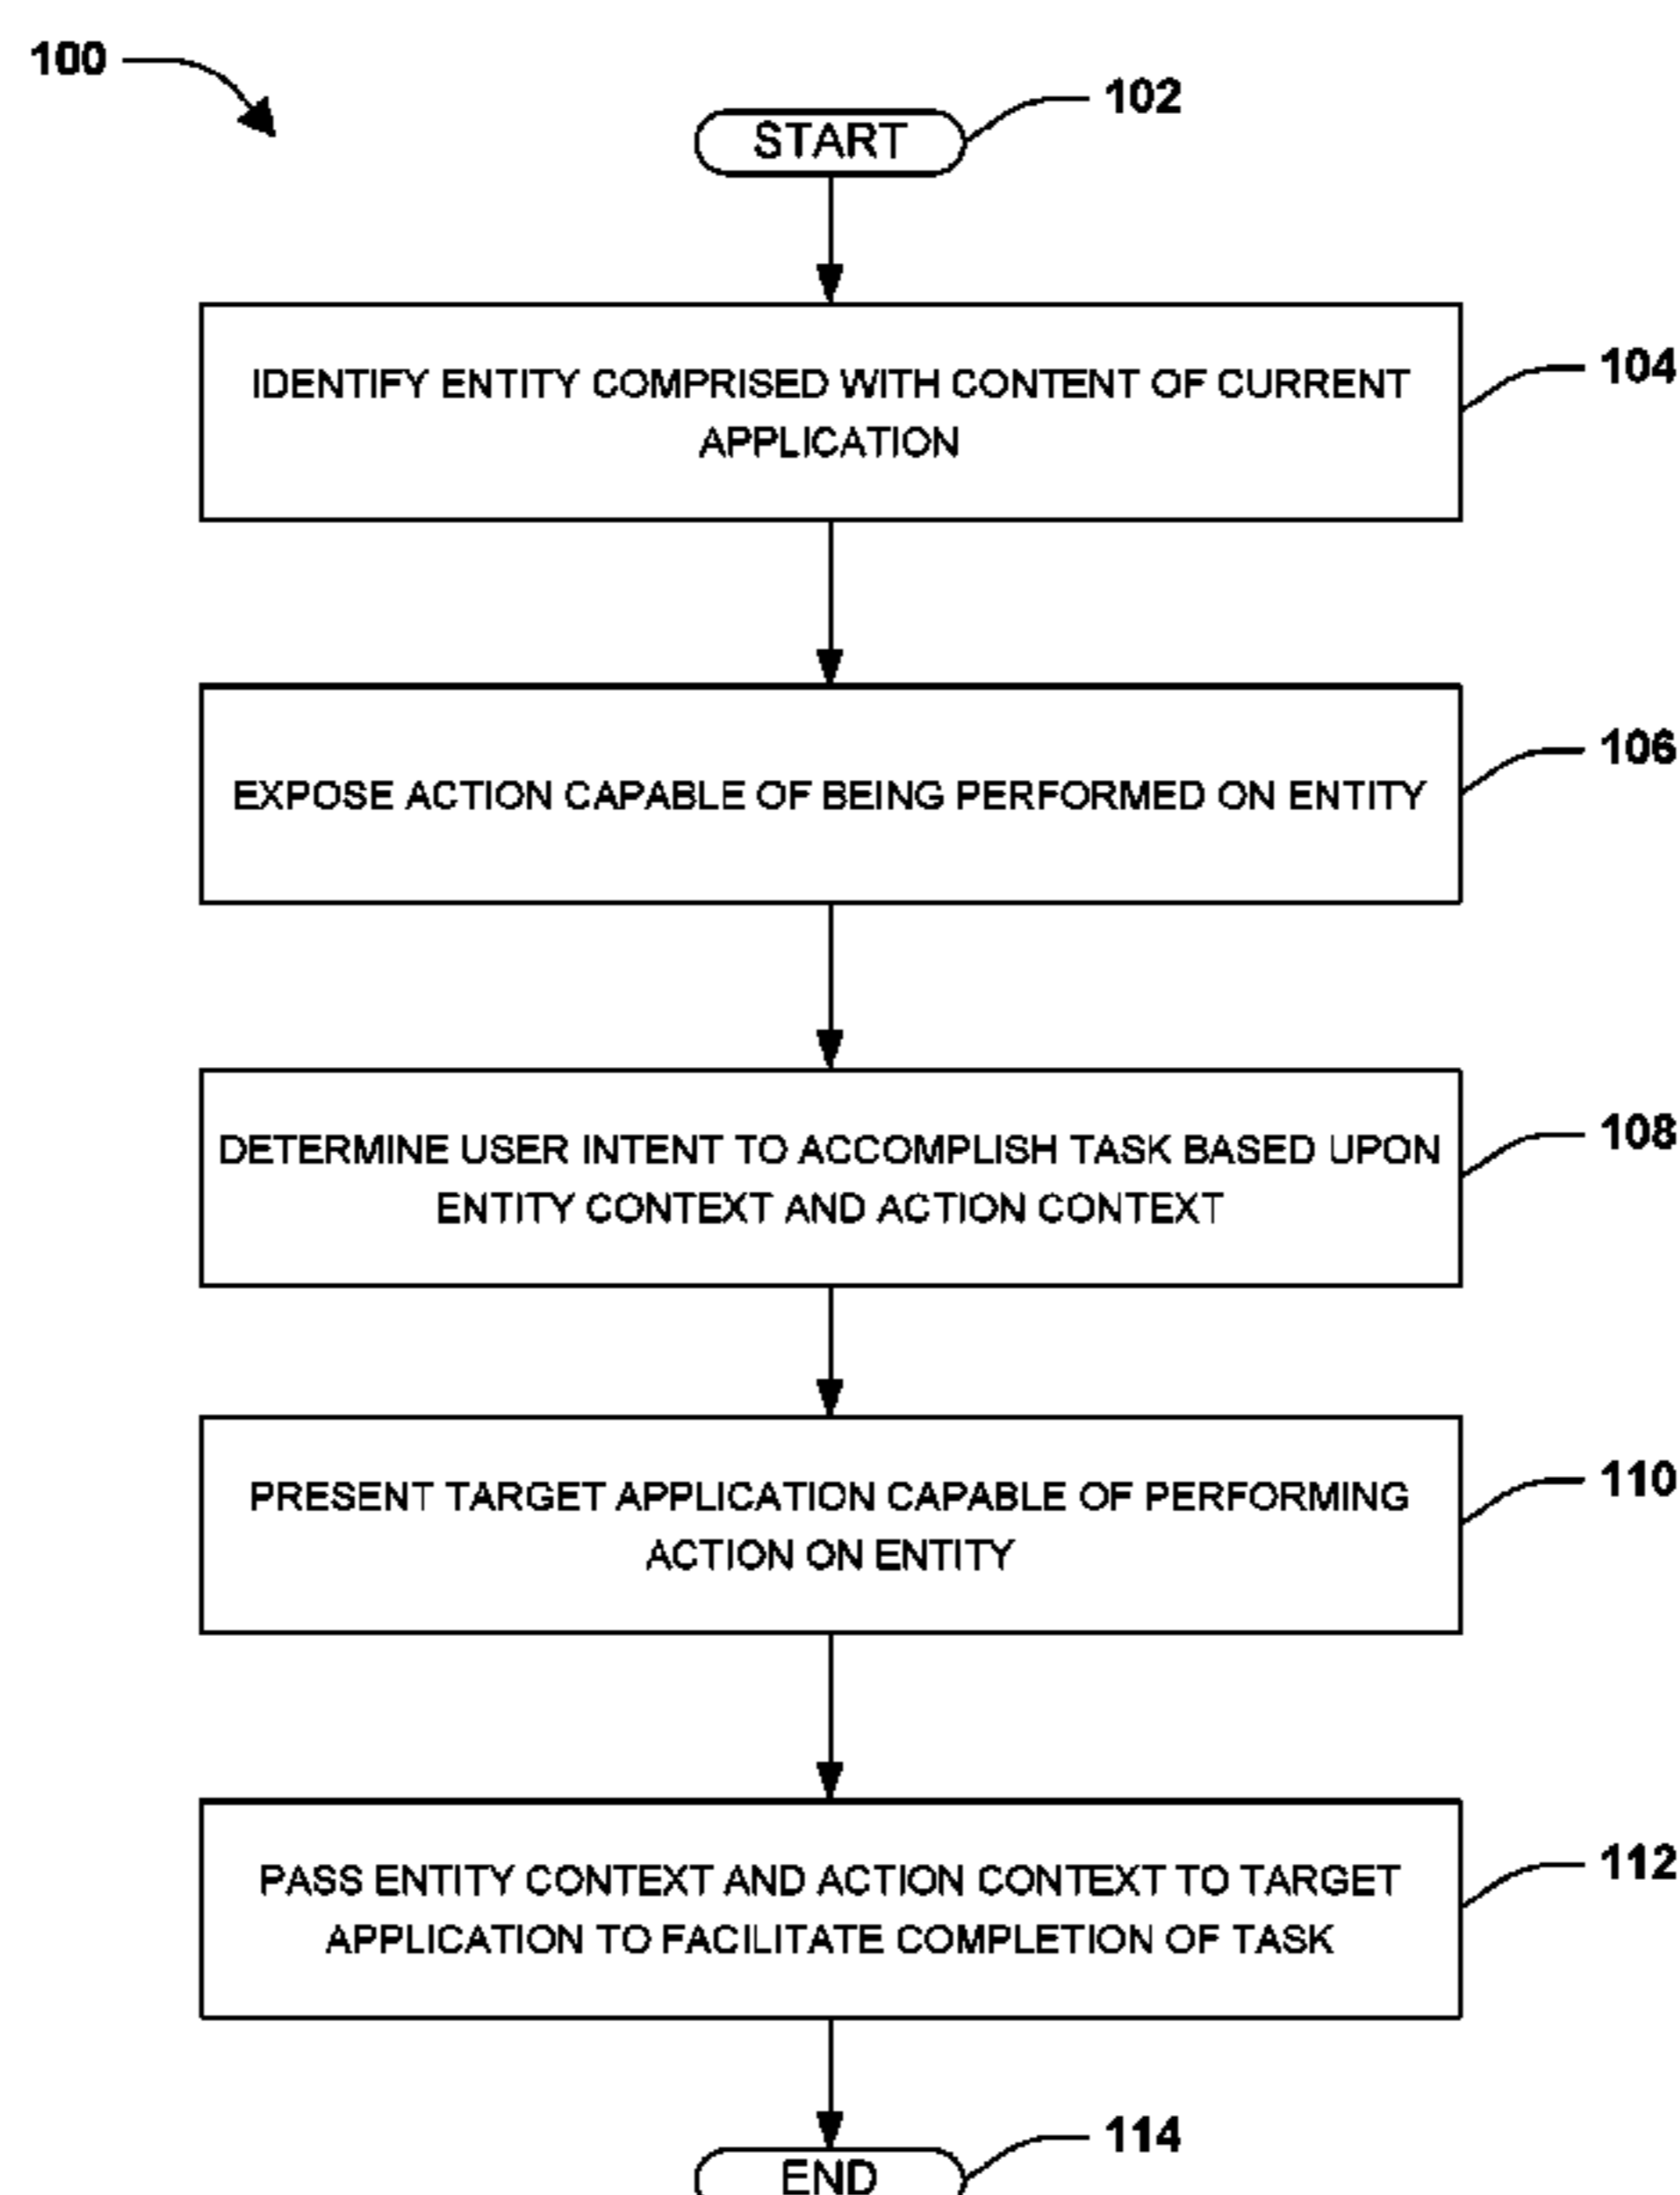 100
102
START
104
IDENTIFY ENTITY COMPRISED WITH CONTENT OF CURRENT
APPLICATION
106
EXPOSE ACTION CAPABLE OF BEING PERFORMED ON ENTITY
108
DETERMINE USER INTENT TO ACCOMPLISH TASK BASED UPON
ENTITY CONTEXT AND ACTION CONTEXT
110
PRESENT TARGET APPLICATION CAPABLE OF PERFORMING
ACTION ON ENTITY
112
PASS ENTITY CONTEXT AND ACTION CONTEXT TO TARGET
APPLICATION TO FACILITATE COMPLETION OF TASK
114
END